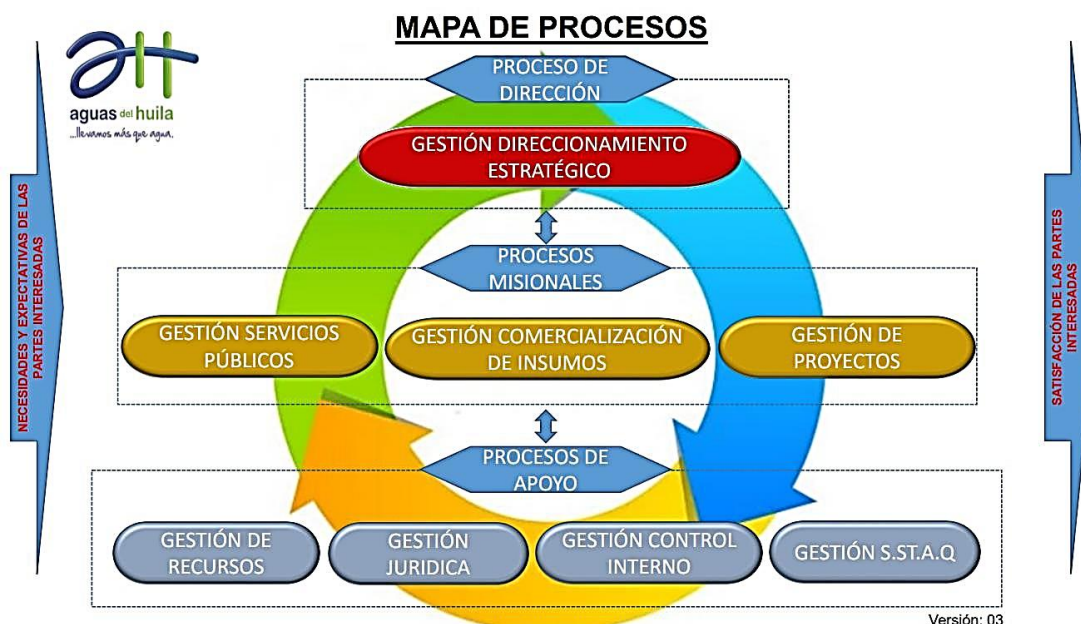 MAPA DE PROCESOS
aguas del huila
...llevamos más que agua.
NECESIDADES Y EXPECTATIVAS DE LAS
PARTES INTERESADAS
PROCESO DE
DIRECCIÓN
GESTIÓN DIRECCIONAMIENTO
ESTRATÉGICO
PROCESOS
MISIONALES
GESTIÓN SERVICIOS
PÚBLICOS
GESTIÓN COMERCIALIZACIÓN
DE INSUMOS
GESTIÓN DE
PROYECTOS
PROCESOS DE
APOYO
GESTIÓN DE
RECURSOS
GESTIÓN
JURIDICA
GESTIÓN CONTROL
INTERNO
GESTIÓN S.ST.A.Q
SATISFACCIÓN DE LAS PARTES
INTERESADAS
Versión: 03